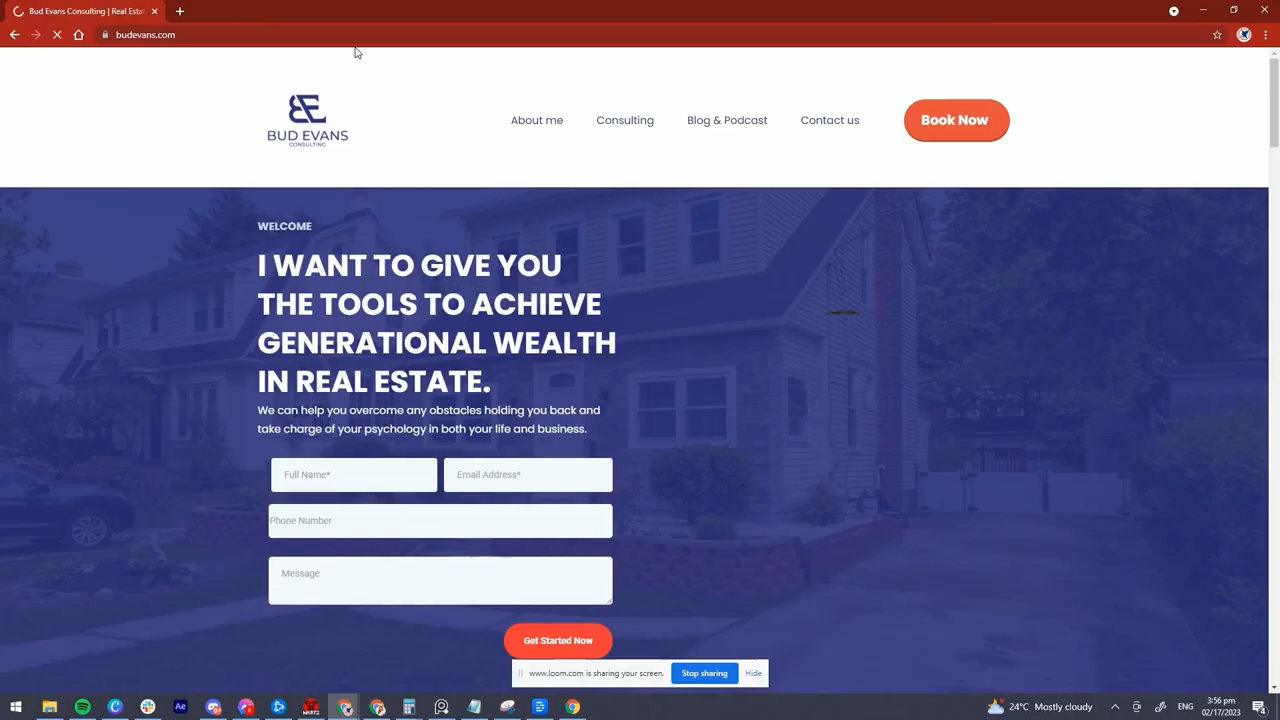 Bud Evans Consulting | Real Estat
budevans.com
BUD EVANS
CONSULTING
About me
Consulting
Blog & Podcast
Contact us
Book Now
WELCOME
I WANT TO GIVE YOU
THE TOOLS TO ACHIEVE
GENERATIONAL WEALTH
IN REAL ESTATE.
We can help you overcome any obstacles holding you back and
take charge of your psychology in both your life and business.
Full Name*
Email Address*
Phone Number
Message
Get Started Now
www.loom.com is sharing your screen.
Stop sharing
Hide
24°C Mostly cloudy
ENG
3:56 pm
02/17/2023